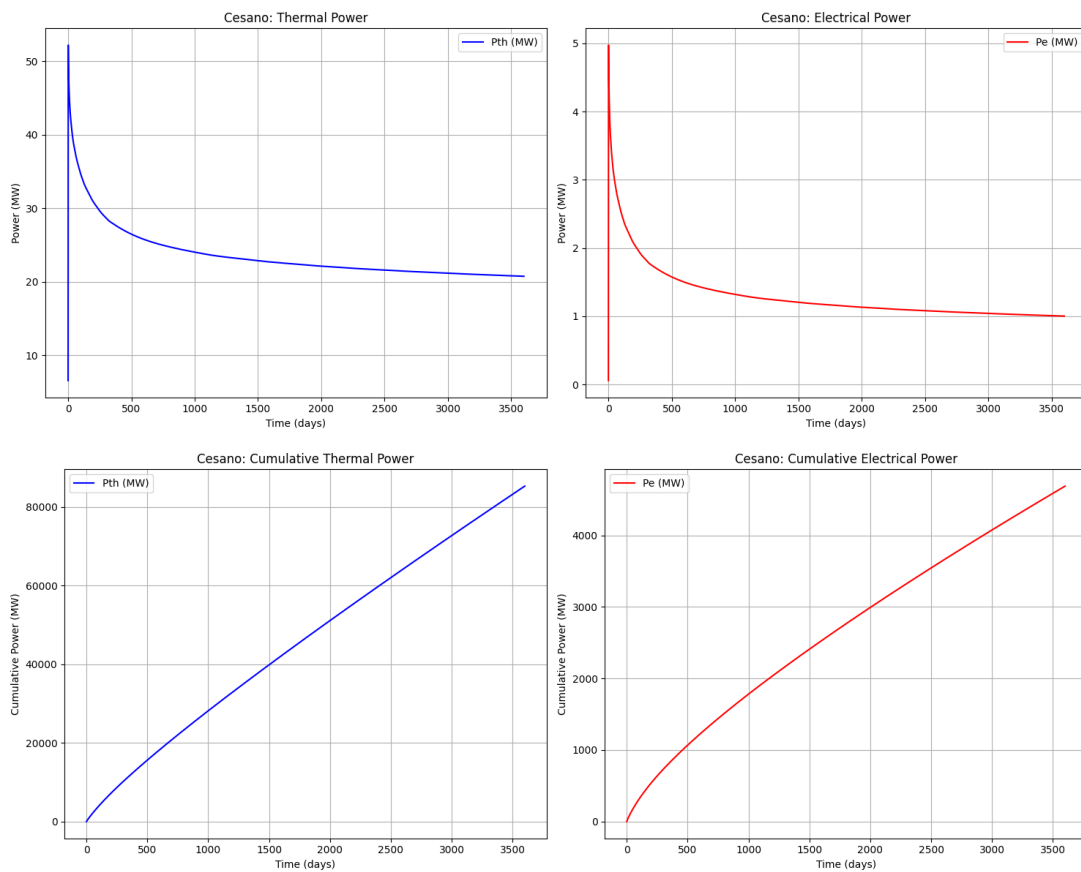 Cesano: Thermal Power
Pth (MW)
Power (MW)
50
40
30
20
10
0 500 1000 1500 2000 2500 3000 3500
Time (days)
Cesano: Electrical Power
Pe (MW)
Power (MW)
5
4
3
2
1
0
0 500 1000 1500 2000 2500 3000 3500
Time (days)
Cesano: Cumulative Thermal Power
Pth (MW)
Cumulative Power (MW)
80000
60000
40000
20000
0
0 500 1000 1500 2000 2500 3000 3500
Time (days)
Cesano: Cumulative Electrical Power
Pe (MW)
Cumulative Power (MW)
4000
3000
2000
1000
0
0 500 1000 1500 2000 2500 3000 3500
Time (days)